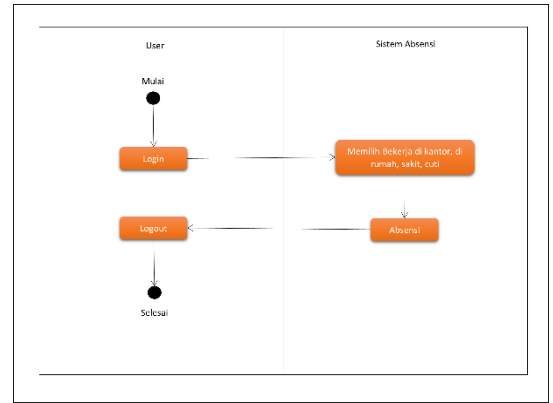 User
Sistem Absensi
Mulai
Login
Memilih Bekerja di kantor, di
rumah, sakit, cuti
Logout
Absensi
Selesai